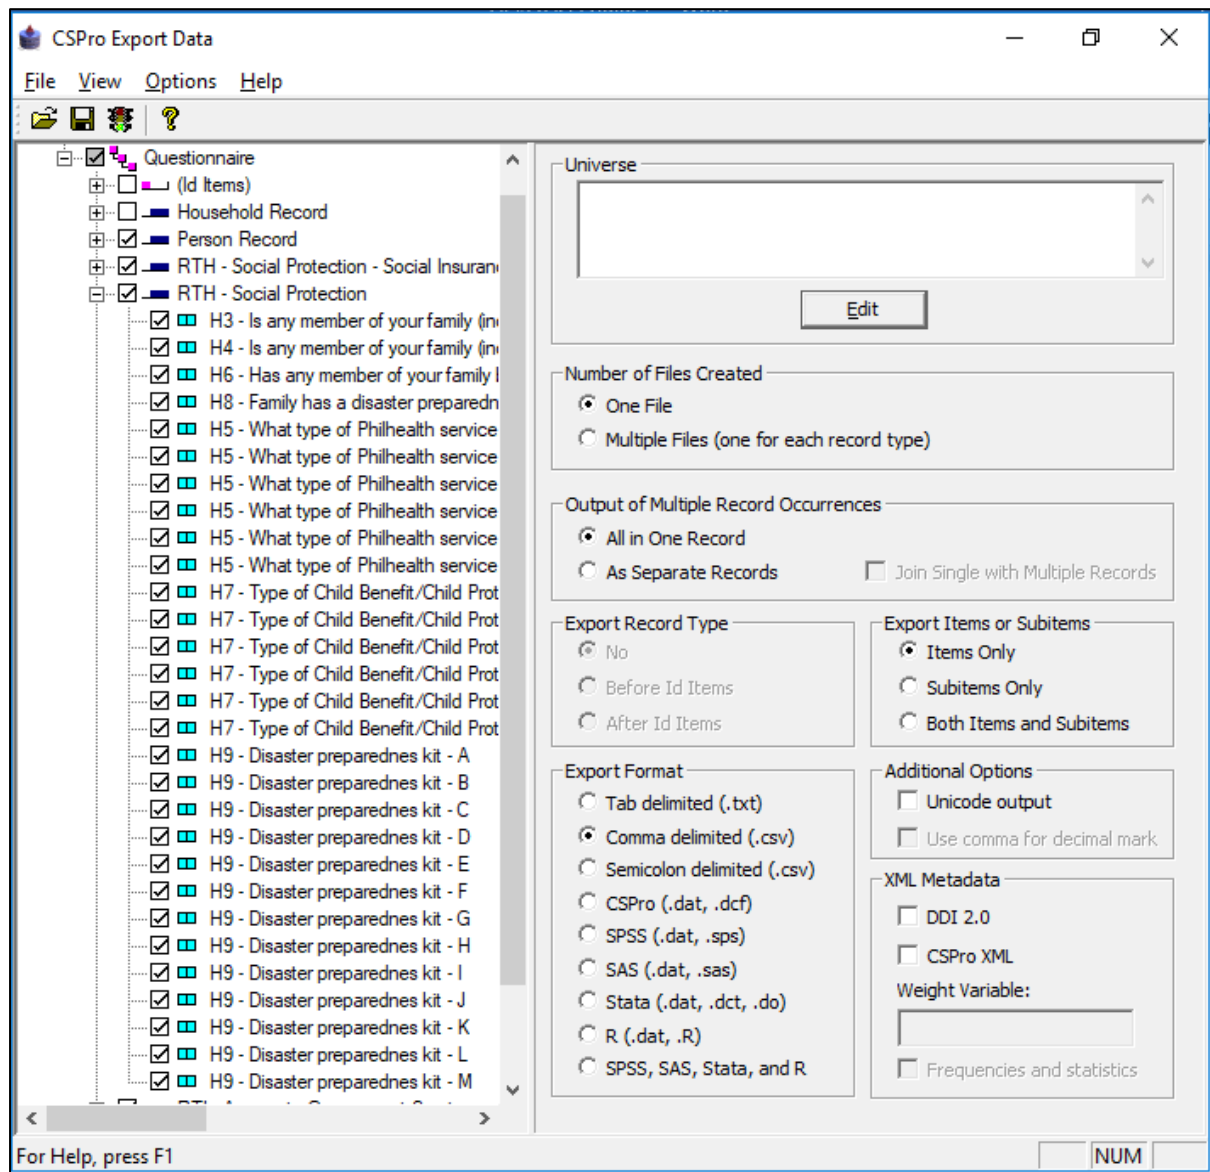 CSPro Export Data
File View Options Help
Questionnaire
(Id Items)
Household Record
Person Record
RTH - Social Protection - Social Insuran
RTH - Social Protection
H3 - Is any member of your family (in
H4 - Is any member of your family (in
H6 - Has any member of your family
H8 - Family has a disaster preparedn
H5 - What type of Philhealth service
H5 - What type of Philhealth service
H5 - What type of Philhealth service
H5 - What type of Philhealth service
H5 - What type of Philhealth service
H5 - What type of Philhealth service
H7 - Type of Child Benefit/Child Prot
H7 - Type of Child Benefit/Child Prot
H7 - Type of Child Benefit/Child Prot
H7 - Type of Child Benefit/Child Prot
H7 - Type of Child Benefit/Child Prot
H7 - Type of Child Benefit/Child Prot
H9 - Disaster preparednes kit - A
H9 - Disaster preparednes kit - B
H9 - Disaster preparednes kit - C
H9 - Disaster preparednes kit - D
H9 - Disaster preparednes kit - E
H9 - Disaster preparednes kit - F
H9 - Disaster preparednes kit - G
H9 - Disaster preparednes kit - H
H9 - Disaster preparednes kit - I
H9 - Disaster preparednes kit - J
H9 - Disaster preparednes kit - K
H9 - Disaster preparednes kit - L
H9 - Disaster preparednes kit - M
Universe
Edit
Number of Files Created
One File
Multiple Files (one for each record type)
Output of Multiple Record Occurrences
All in One Record
As Separate Records
Join Single with Multiple Records
Export Record Type
No
Before Id Items
After Id Items
Export Items or Subitems
Items Only
Subitems Only
Both Items and Subitems
Export Format
Tab delimited (.txt)
Comma delimited (.csv)
Semicolon delimited (.csv)
CSPro (.dat, .dcf)
SPSS (.dat, .sps)
SAS (.dat, .sas)
Stata (.dat, .dct, .do)
R (.dat, .R)
SPSS, SAS, Stata, and R
Additional Options
Unicode output
Use comma for decimal mark
XML Metadata
DDI 2.0
CSPro XML
Weight Variable:
Frequencies and statistics
For Help, press F1
NUM